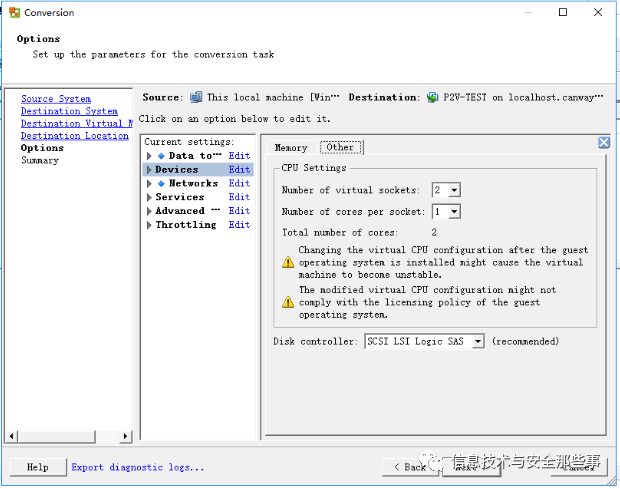 Conversion
Options
Set up the parameters for the conversion task
Source System
Destination System
Destination Virtual M
Destination Location
Options
Summary
Source: This local machine [Win… Destination: P2V-TEST on localhost.canway…
Click on an option below to edit it.
Current settings:
Data to… Edit
Devices Edit
Networks Edit
Services Edit
Advanced … Edit
Throttling Edit
Memory Other
CPU Settings
Number of virtual sockets: 2
Number of cores per socket: 1
Total number of cores: 2
Changing the virtual CPU configuration after the guest
operating system is installed might cause the virtual
machine to become unstable.
The modified virtual CPU configuration might not
comply with the licensing policy of the guest
operating system.
Disk controller: SCSI LSI Logic SAS (recommended)
Help Export diagnostic logs... < Back Cancel
信息技术与安全那些事